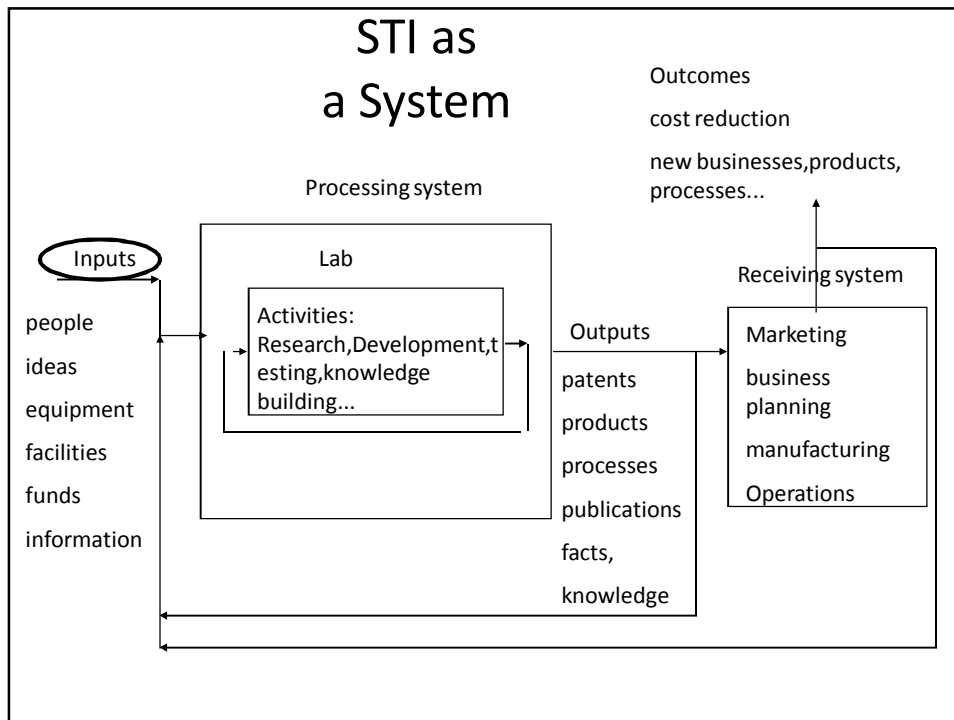 STI as
a System
Outcomes
cost reduction
new businesses,products,
processes...
Processing system
Inputs
people
ideas
equipment
facilities
funds
information
Lab
Activities:
Research,Development,t
esting,knowledge
building...
Outputs
patents
products
processes
publications
facts,
knowledge
Receiving system
Marketing
business
planning
manufacturing
Operations